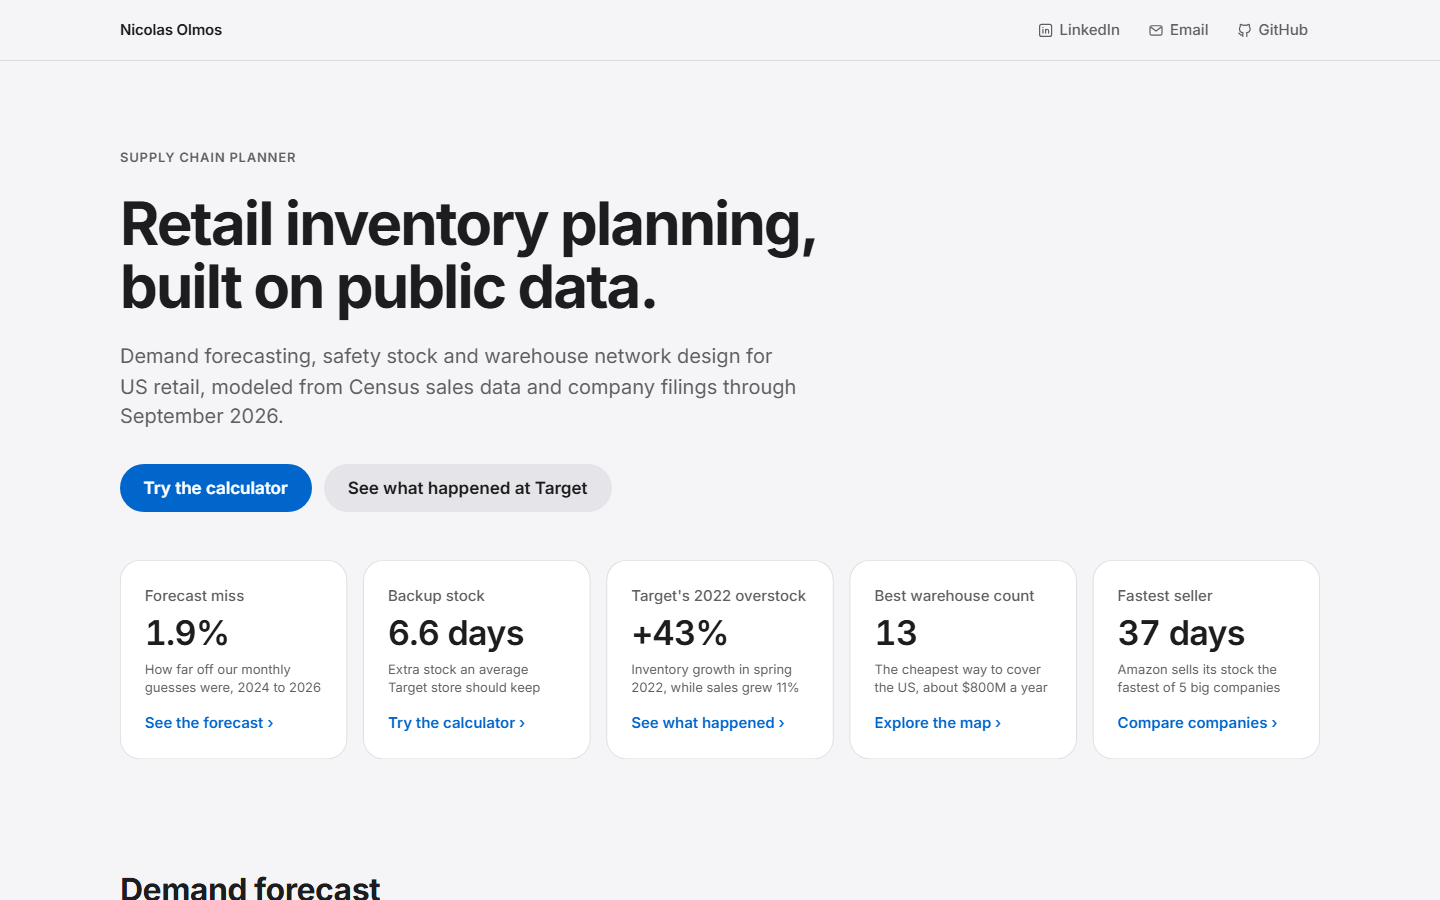 Nicolas Olmos
LinkedIn
Email
GitHub
SUPPLY CHAIN PLANNER
Retail inventory planning,
built on public data.
Demand forecasting, safety stock and warehouse network design for
US retail, modeled from Census sales data and company filings through
September 2026.
Try the calculator
See what happened at Target
Forecast miss
1.9%
How far off our monthly
guesses were, 2024 to 2026
See the forecast ›
Backup stock
6.6 days
Extra stock an average
Target store should keep
Try the calculator ›
Target's 2022 overstock
+43%
Inventory growth in spring
2022, while sales grew 11%
See what happened ›
Best warehouse count
13
The cheapest way to cover
the US, about $800M a year
Explore the map ›
Fastest seller
37 days
Amazon sells its stock the
fastest of 5 big companies
Compare companies ›
Demand forecast